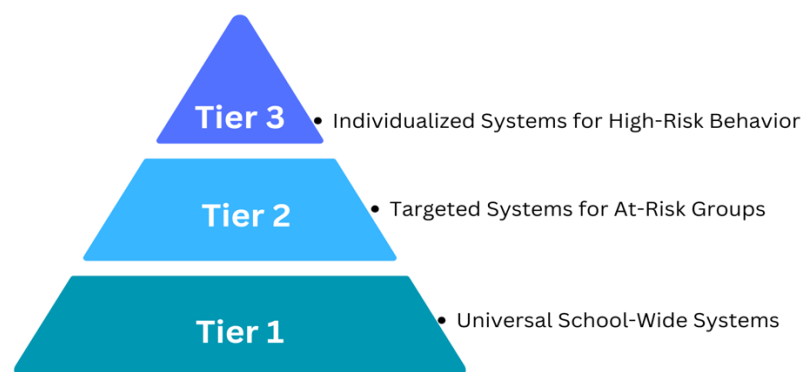 Tier 3
• Individualized Systems for High-Risk Behavior
Tier 2
• Targeted Systems for At-Risk Groups
Tier 1
• Universal School-Wide Systems